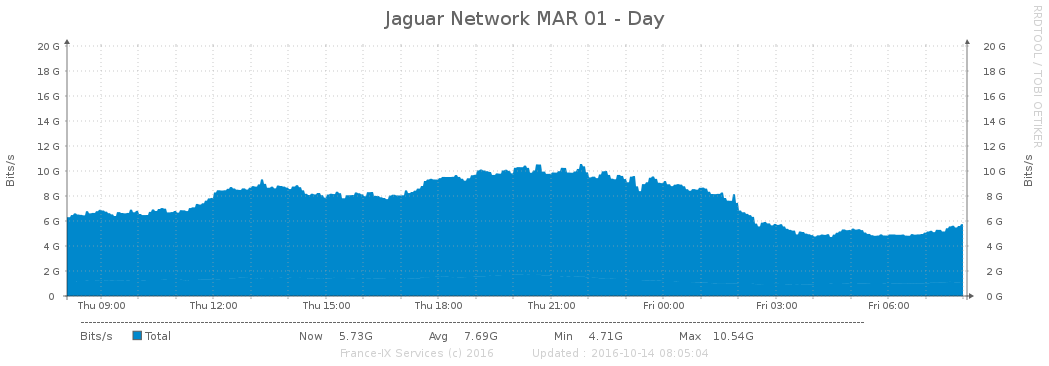 Jaguar Network MAR 01 - Day
RRDTOOL / TOBI OETIKER
Bits/s
20 G
18 G
16 G
14 G
12 G
10 G
8 G
6 G
4 G
2 G
0
20 G
18 G
16 G
14 G
12 G
10 G
8 G
6 G
4 G
2 G
0 G
Bits/s
Thu 09:00 Thu 12:00 Thu 15:00 Thu 18:00 Thu 21:00 Fri 00:00 Fri 03:00 Fri 06:00
Bits/s Total Now 5.73G Avg 7.69G Min 4.71G Max 10.54G
France-IX Services (c) 2016 Updated : 2016-10-14 08:05:04